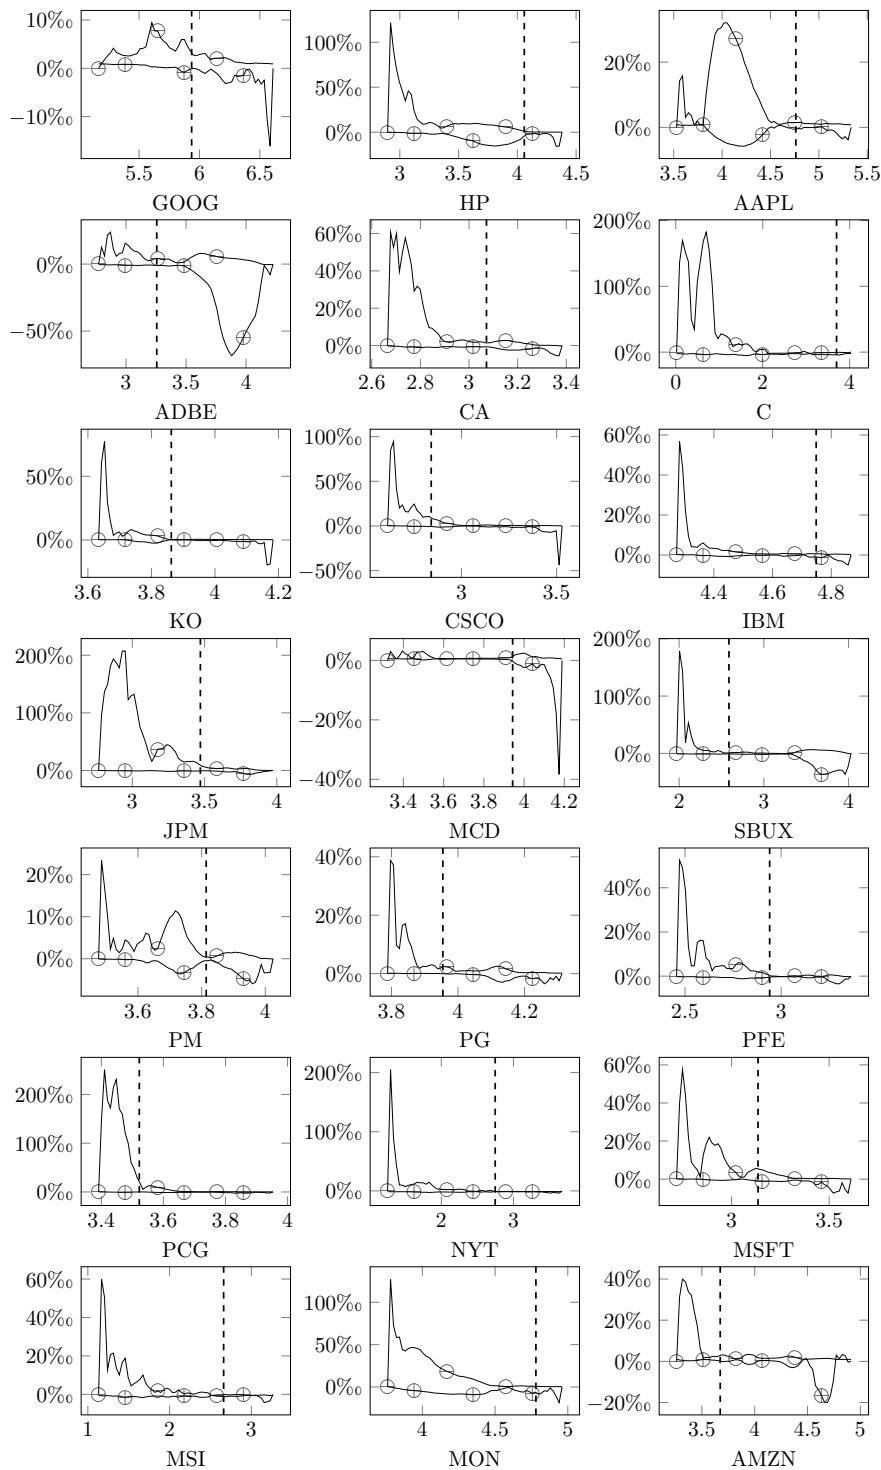 10‱ 0‱ −10‱
5.5 6 6.5
GOOG
100‱ 50‱ 0‱
3 3.5 4 4.5
HP
20‱ 0‱
3.5 4 4.5 5 5.5
AAPL
0‱ −50‱
3 3.5 4
ADBE
60‱ 40‱ 20‱ 0‱
2.6 2.8 3 3.2 3.4
CA
200‱ 100‱ 0‱
0 2 4
C
50‱ 0‱
3.6 3.8 4 4.2
KO
100‱ 50‱ 0‱ −50‱
3 3.5
CSCO
60‱ 40‱ 20‱ 0‱
4.4 4.6 4.8
IBM
200‱ 100‱ 0‱
3 3.5 4
JPM
0‱ −20‱ −40‱
3.4 3.6 3.8 4 4.2
MCD
200‱ 100‱ 0‱
2 3 4
SBUX
20‱ 10‱ 0‱
3.6 3.8 4
PM
40‱ 20‱ 0‱
3.8 4 4.2
PG
40‱ 20‱ 0‱
2.5 3
PFE
200‱ 100‱ 0‱
3.4 3.6 3.8 4
PCG
200‱ 100‱ 0‱
2 3
NYT
60‱ 40‱ 20‱ 0‱
3 3.5
MSFT
60‱ 40‱ 20‱ 0‱
1 2 3
MSI
100‱ 50‱ 0‱
4 4.5 5
MON
40‱ 20‱ 0‱ −20‱
3.5 4 4.5 5
AMZN